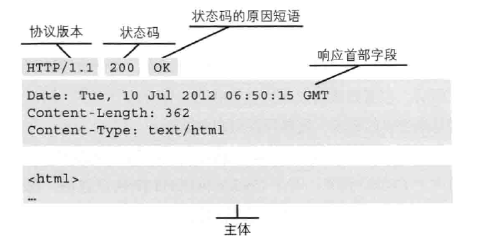 状态码的原因短语
协议版本 状态码
响应首部字段
HTTP/1.1 200 OK
Date: Tue, 10 Jul 2012 06:50:15 GMT
Content-Length: 362
Content-Type: text/html
<html>
…
主体